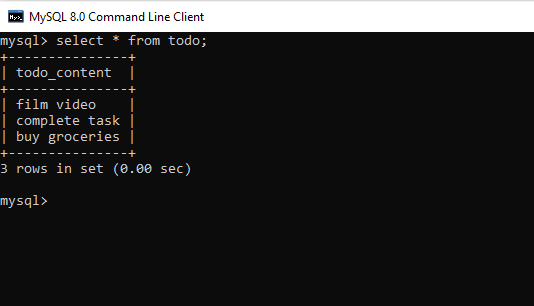 MySQL 8.0 Command Line Client
mysql> select * from todo;
+---------------+
| todo_content  |
+---------------+
| film video    |
| complete task |
| buy groceries |
+---------------+
3 rows in set (0.00 sec)
mysql>